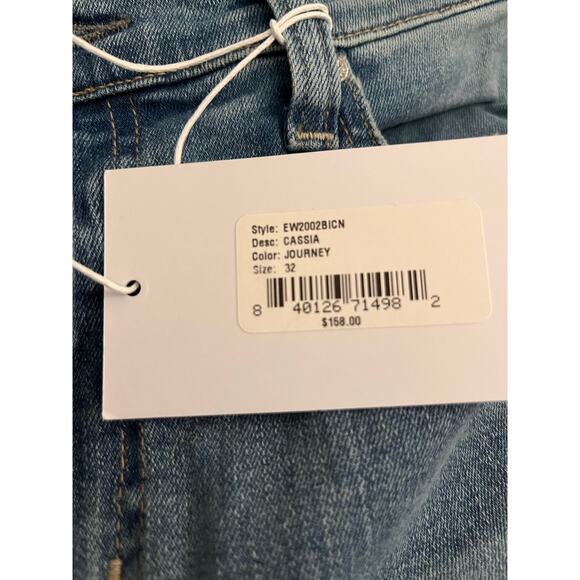 Style: EW2002BICN
Desc: CASSIA
Color: JOURNEY
Size: 32
8 40126 71498 2
$158.00